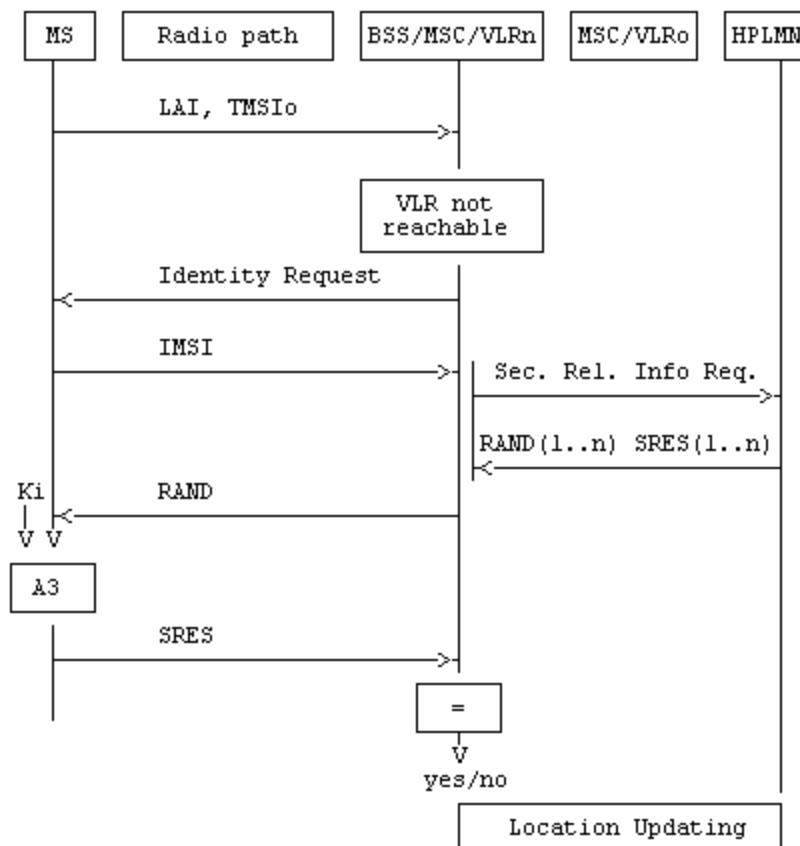 MS
Radio path
BSS/MSC/VLRn
MSC/VLRo
HPLMN
LAI, TMSIo
VLR not
reachable
Identity Request
IMSI
Sec. Rel. Info Req.
RAND(1..n) SRES(1..n)
Ki
RAND
V V
A3
SRES
=
V
yes/no
Location Updating